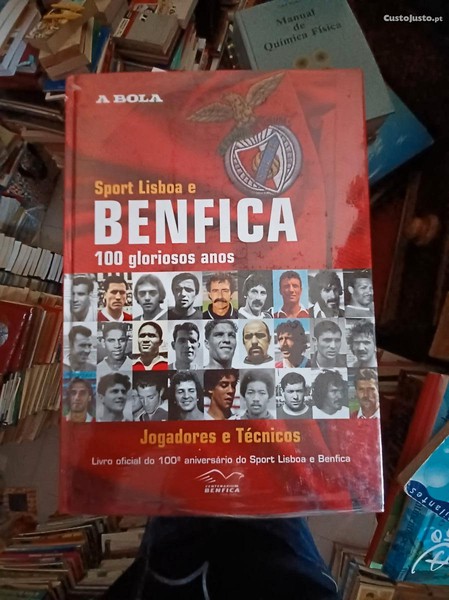 CustoJusto.pt
Manual de
Química Física
A BOLA
Sport Lisboa e
BENFICA
100 gloriosos anos
Jogadores e Técnicos
Livro oficial do 100º aniversário do Sport Lisboa e Benfica
CENTENARIUM
BENFICA